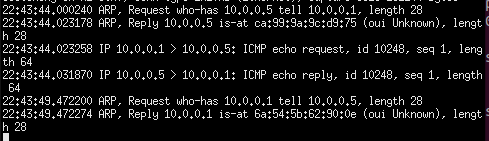 22:43:44.000240 ARP, Request who-has 10.0.0.5 tell 10.0.0.1, length 28
22:43:44.023178 ARP, Reply 10.0.0.5 is-at ca:99:9a:9c:d9:75 (oui Unknown), lengt
h 28
22:43:44.023258 IP 10.0.0.1 > 10.0.0.5: ICMP echo request, id 10248, seq 1, leng
th 64
22:43:44.031870 IP 10.0.0.5 > 10.0.0.1: ICMP echo reply, id 10248, seq 1, length
 64
22:43:49.472200 ARP, Request who-has 10.0.0.1 tell 10.0.0.5, length 28
22:43:49.472274 ARP, Reply 10.0.0.1 is-at 6a:54:5b:62:90:0e (oui Unknown), lengt
h 28